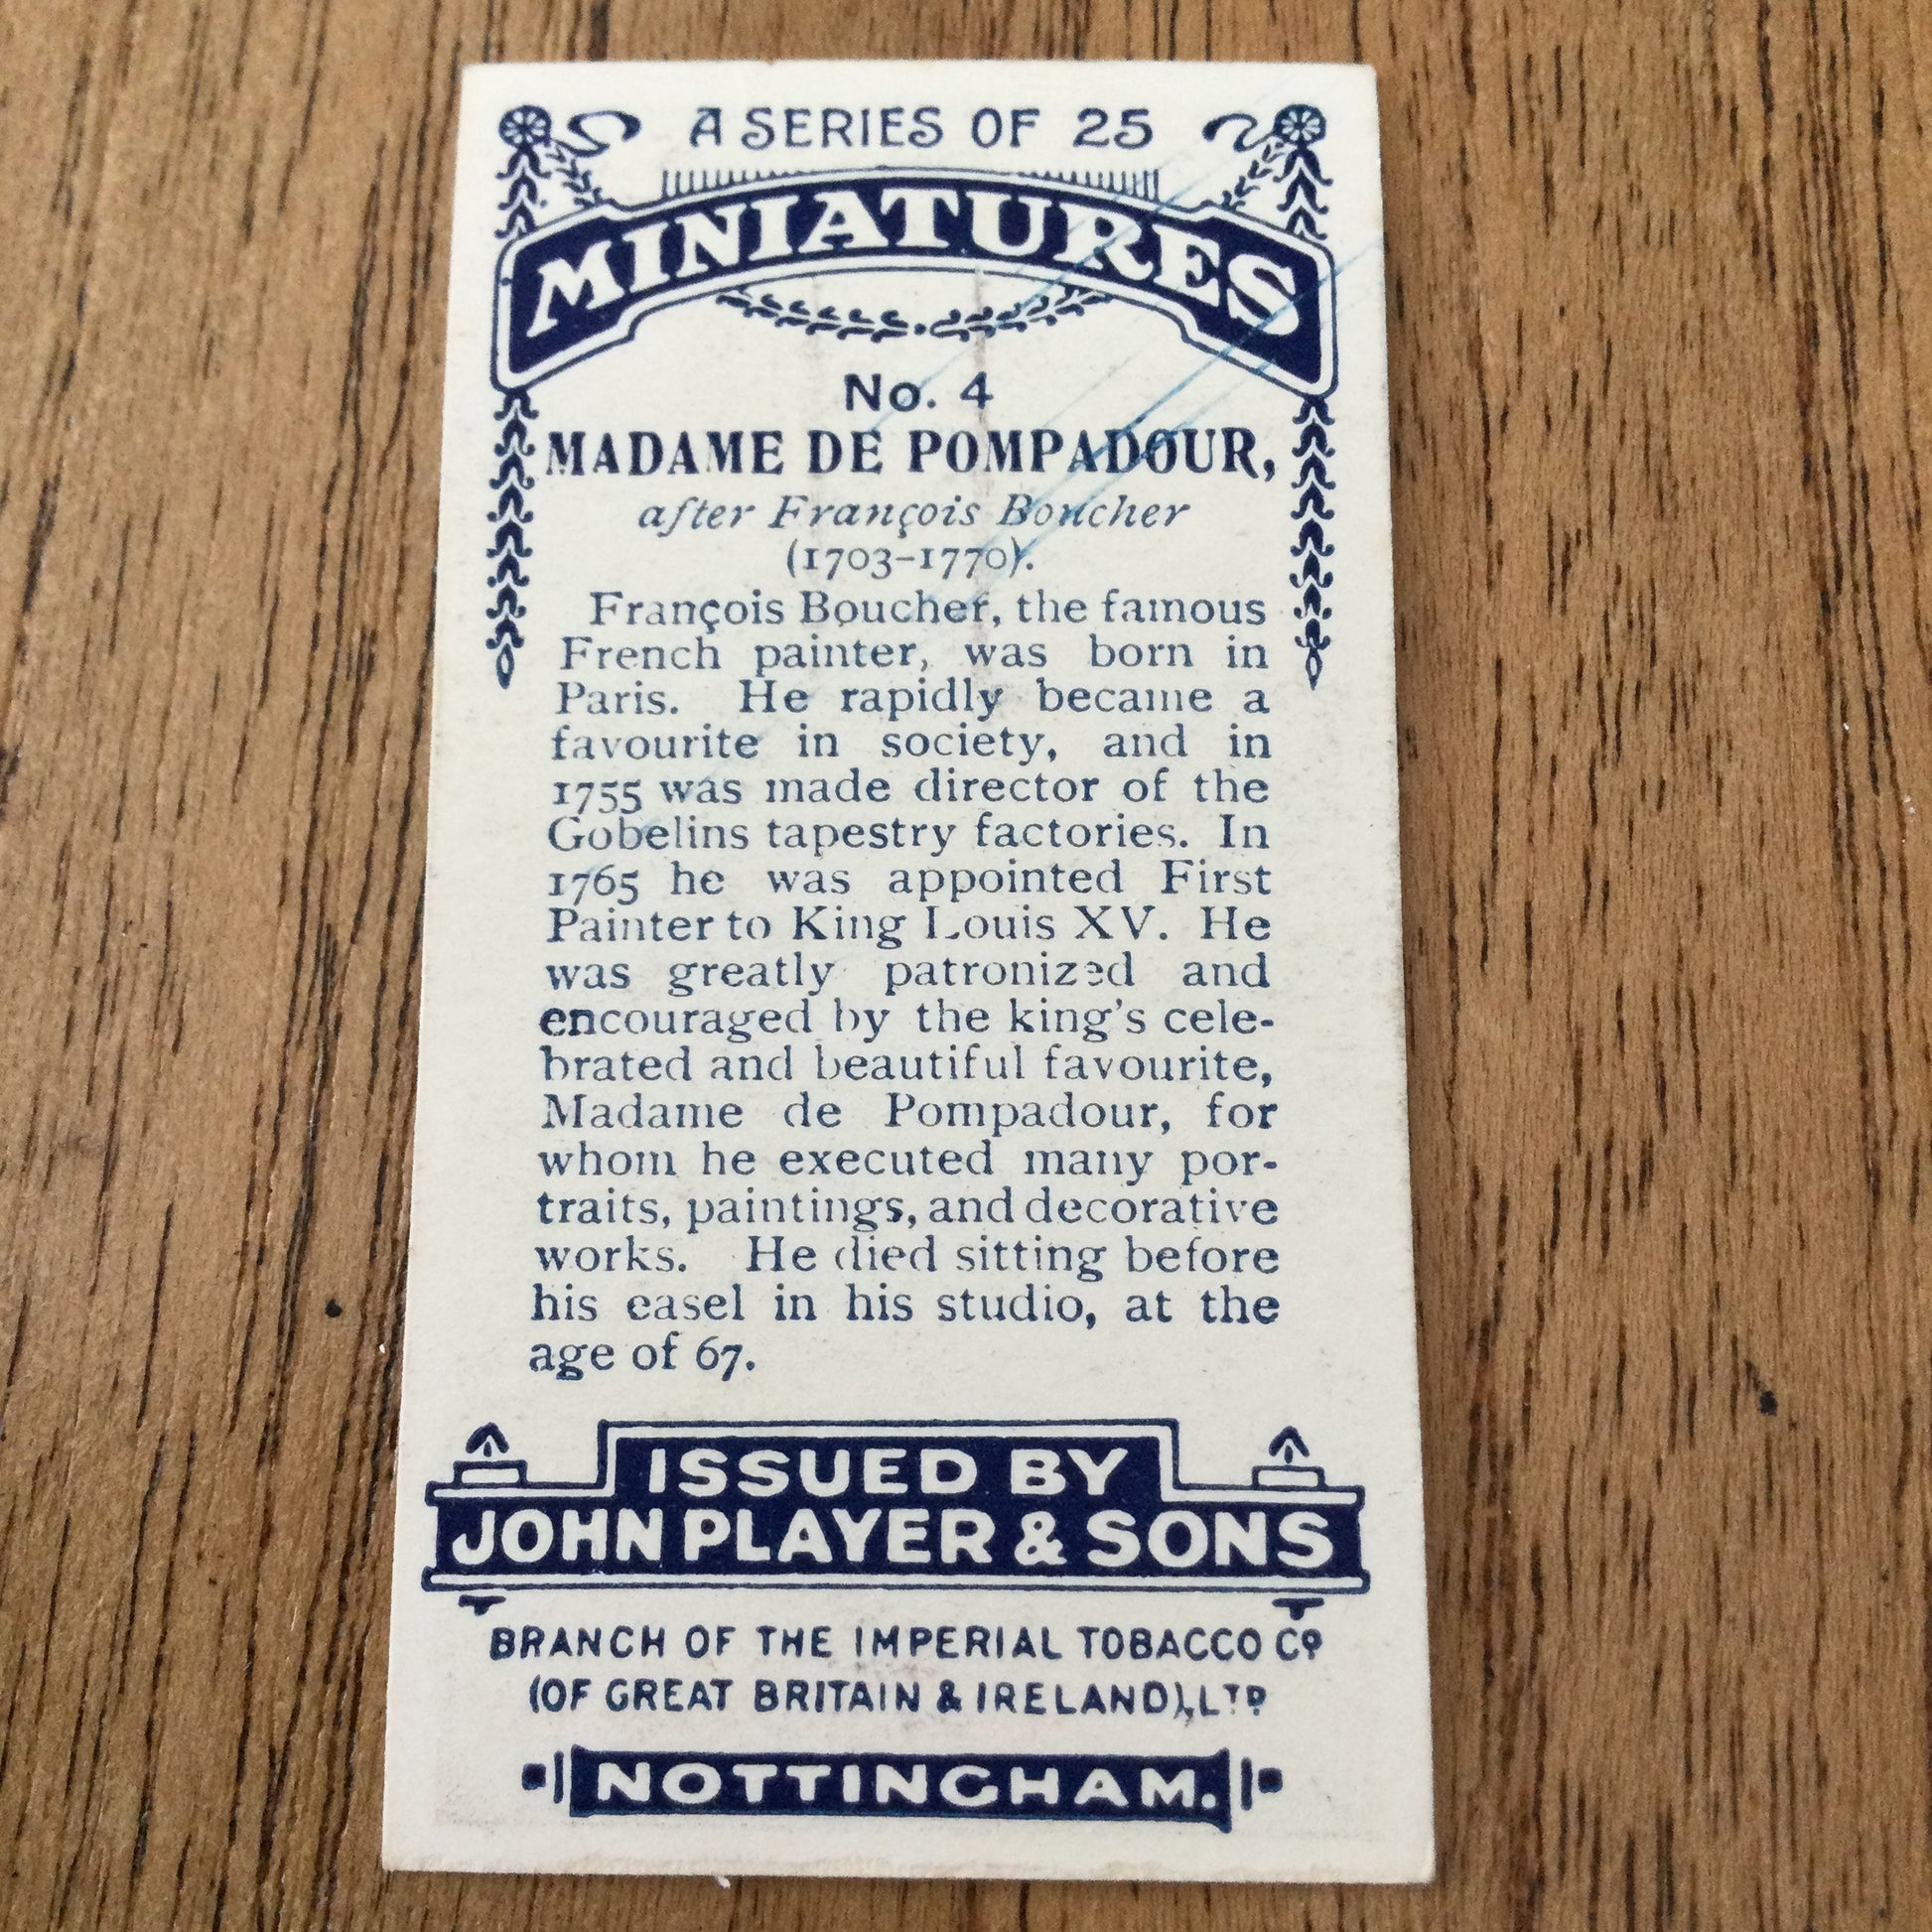 A SERIES OF 25
MINIATURES
No. 4
MADAME DE POMPADOUR,
after François Boucher
(1703-1770).
François Boucher, the famous
French painter, was born in
Paris. He rapidly became a
favourite in society, and in
1755 was made director of the
Gobelins tapestry factories. In
1765 he was appointed First
Painter to King Louis XV. He
was greatly patronized and
encouraged by the king's cele-
brated and beautiful favourite,
Madame de Pompadour, for
whom he executed many por-
traits, paintings, and decorative
works. He died sitting before
his easel in his studio, at the
age of 67.
ISSUED BY
JOHN PLAYER & SONS
BRANCH OF THE IMPERIAL TOBACCO Co
(OF GREAT BRITAIN & IRELAND), LTD
NOTTINGHAM.